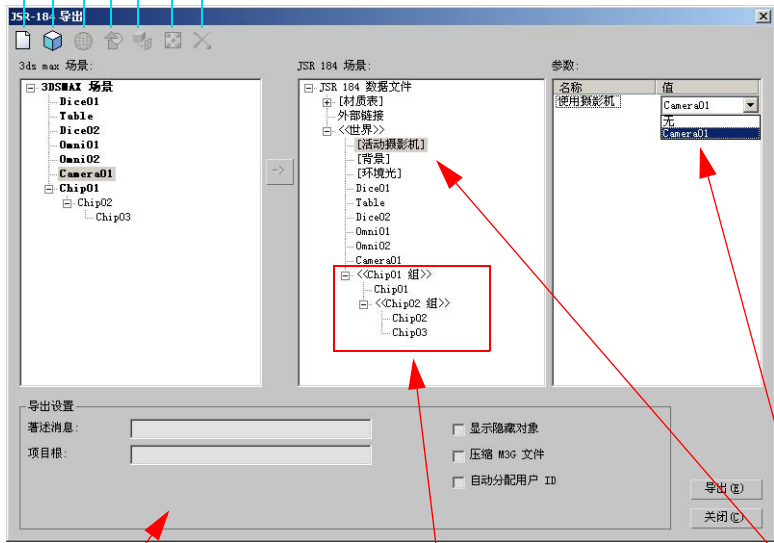 JSR-184 导出
3ds max 场景:
JSR 184 场景:
参数:
3DSMAX 场景
Dice01
Table
Dice02
Omni01
Omni02
Camera01
Chip01
Chip02
Chip03
->
JSR 184 数据文件
[材质表]
外部链接
<<世界>>
[活动摄影机]
[背景]
[环境光]
Dice01
Table
Dice02
Omni01
Omni02
Camera01
<<Chip01 组>>
Chip01
<<Chip02 组>>
Chip02
Chip03
名称 值
使用摄影机 Camera01
无
Camera01
导出设置
著述消息:
项目根:
显示隐藏对象
压缩 M3G 文件
自动分配用户 ID
导出(E)
关闭(C)